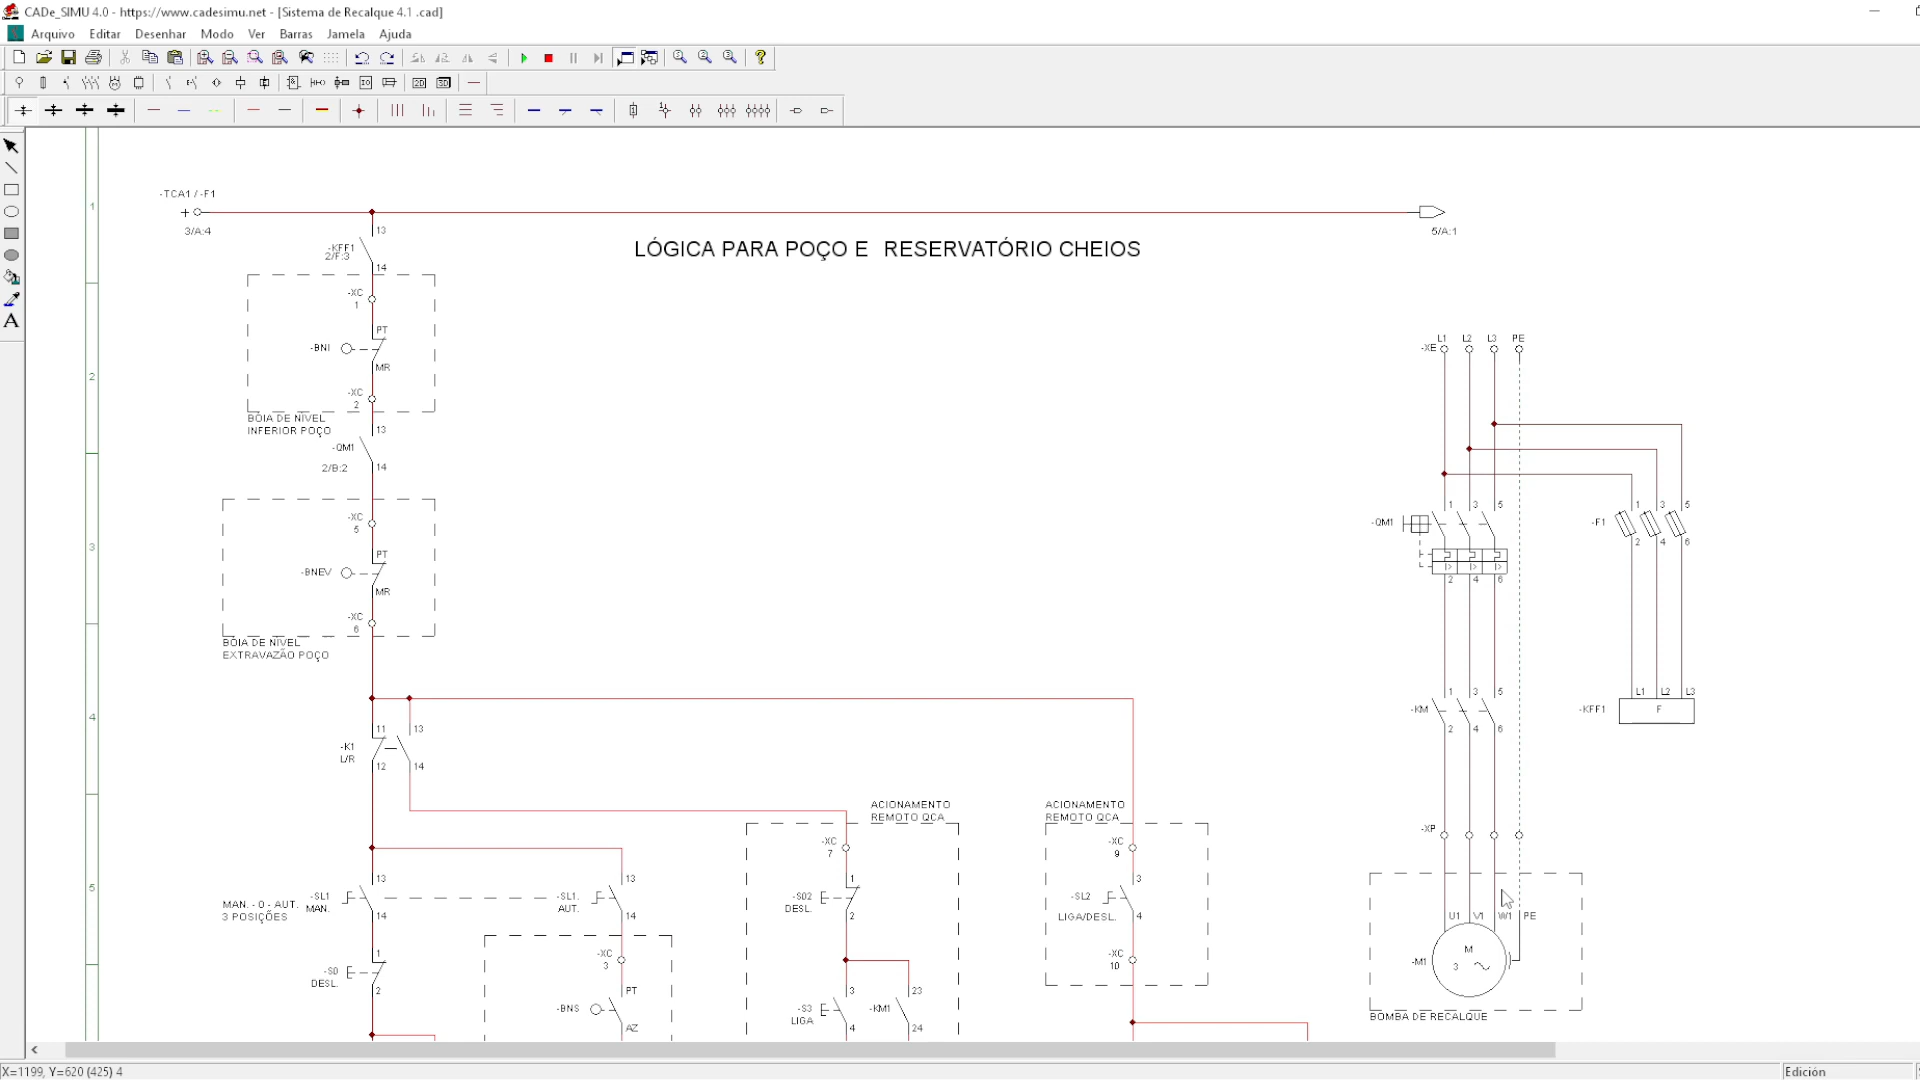 CADe_SIMU 4.0 - https://www.cadesimu.net - [Sistema de Recalque 4.1 .cad]
Arquivo Editar Desenhar Modo Ver Barras Jamela Ajuda
-TCA1 / -F1
3/A:4
5/A:1
LÓGICA PARA POÇO E RESERVATÓRIO CHEIOS
1
2
3
4
5
13
-KFF1
2/F:3
14
-XC
1
PT
-BNI
MR
-XC
2
BÓIA DE NÍVEL
INFERIOR POÇO
13
-QM1
2/B:2
14
-XC
5
PT
-BNEV
MR
-XC
6
BÓIA DE NÍVEL
EXTRAVAZÃO POÇO
11 13
-K1
L/R
12 14
13
-SL1
MAN.
14
MAN. - 0 - AUT.
3 POSIÇÕES
13
-SL1.
AUT.
14
1
-S0
DESL.
2
-XC
3
PT
-BNS
AZ
ACIONAMENTO
REMOTO QCA
-XC
7
1
-S02
DESL.
2
3
-S3
LIGA
4
23
-KM1
24
ACIONAMENTO
REMOTO QCA
-XC
9
3
-SL2
LIGA/DESL.
4
-XC
10
L1 L2 L3 PE
-XE
1 3 5
-QM1
I> I> I>
2 4 6
1 3 5
-F1
2 4 6
1 3 5
-KM
2 4 6
L1 L2 L3
-KFF1 F
-XP
U1 V1 W1 PE
M
-M1 3
BOMBA DE RECALQUE
X=1199, Y=620 (425) 4
Edición